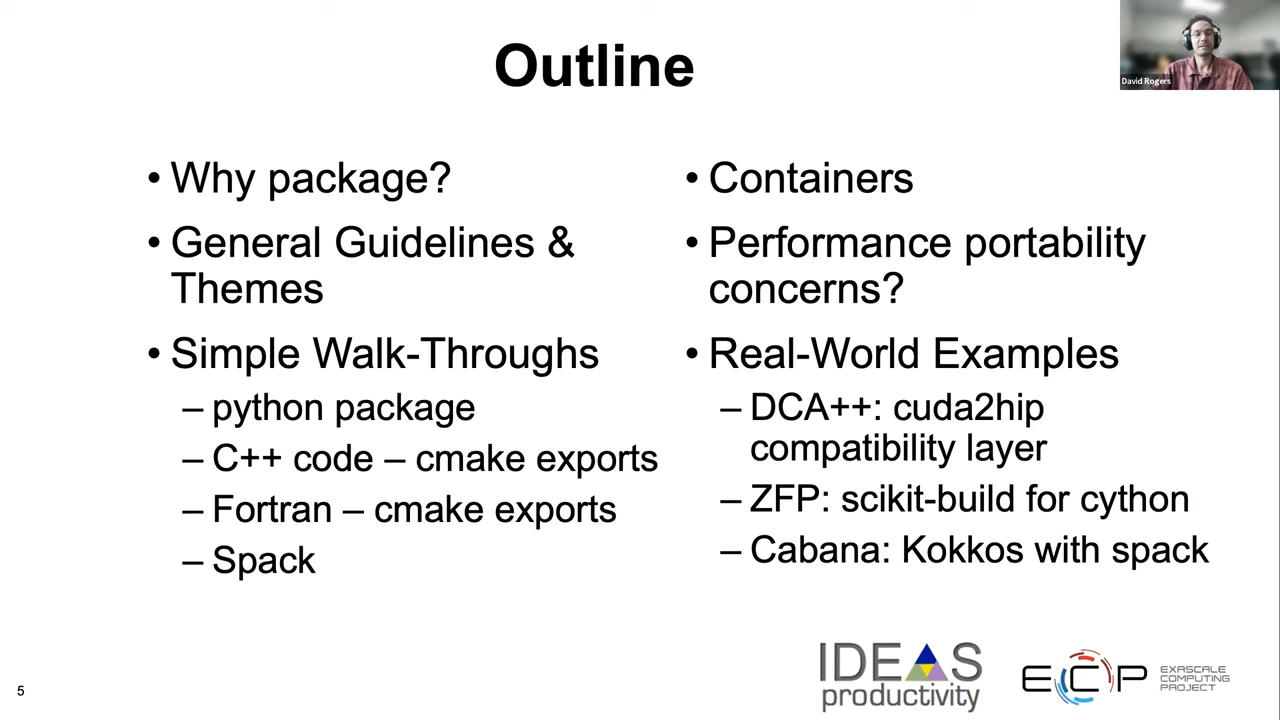 Outline
David Rogers
• Why package?
• General Guidelines &
Themes
• Simple Walk-Throughs
– python package
– C++ code – cmake exports
– Fortran – cmake exports
– Spack
• Containers
• Performance portability
concerns?
• Real-World Examples
– DCA++: cuda2hip
compatibility layer
– ZFP: scikit-build for cython
– Cabana: Kokkos with spack
5
IDEAS
productivity
ECP
EXASCALE
COMPUTING
PROJECT